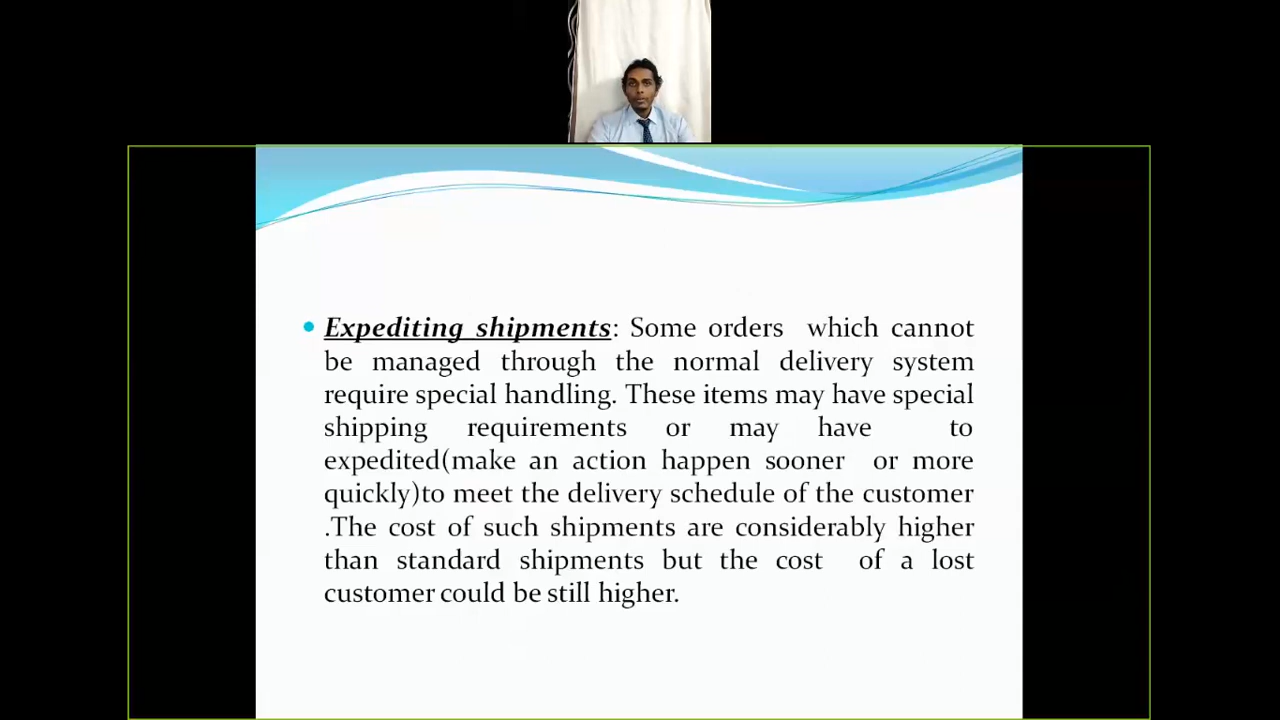 Expediting shipments: Some orders which cannot
be managed through the normal delivery system
require special handling. These items may have special
shipping requirements or may have to
expedited(make an action happen sooner or more
quickly)to meet the delivery schedule of the customer
.The cost of such shipments are considerably higher
than standard shipments but the cost of a lost
customer could be still higher.